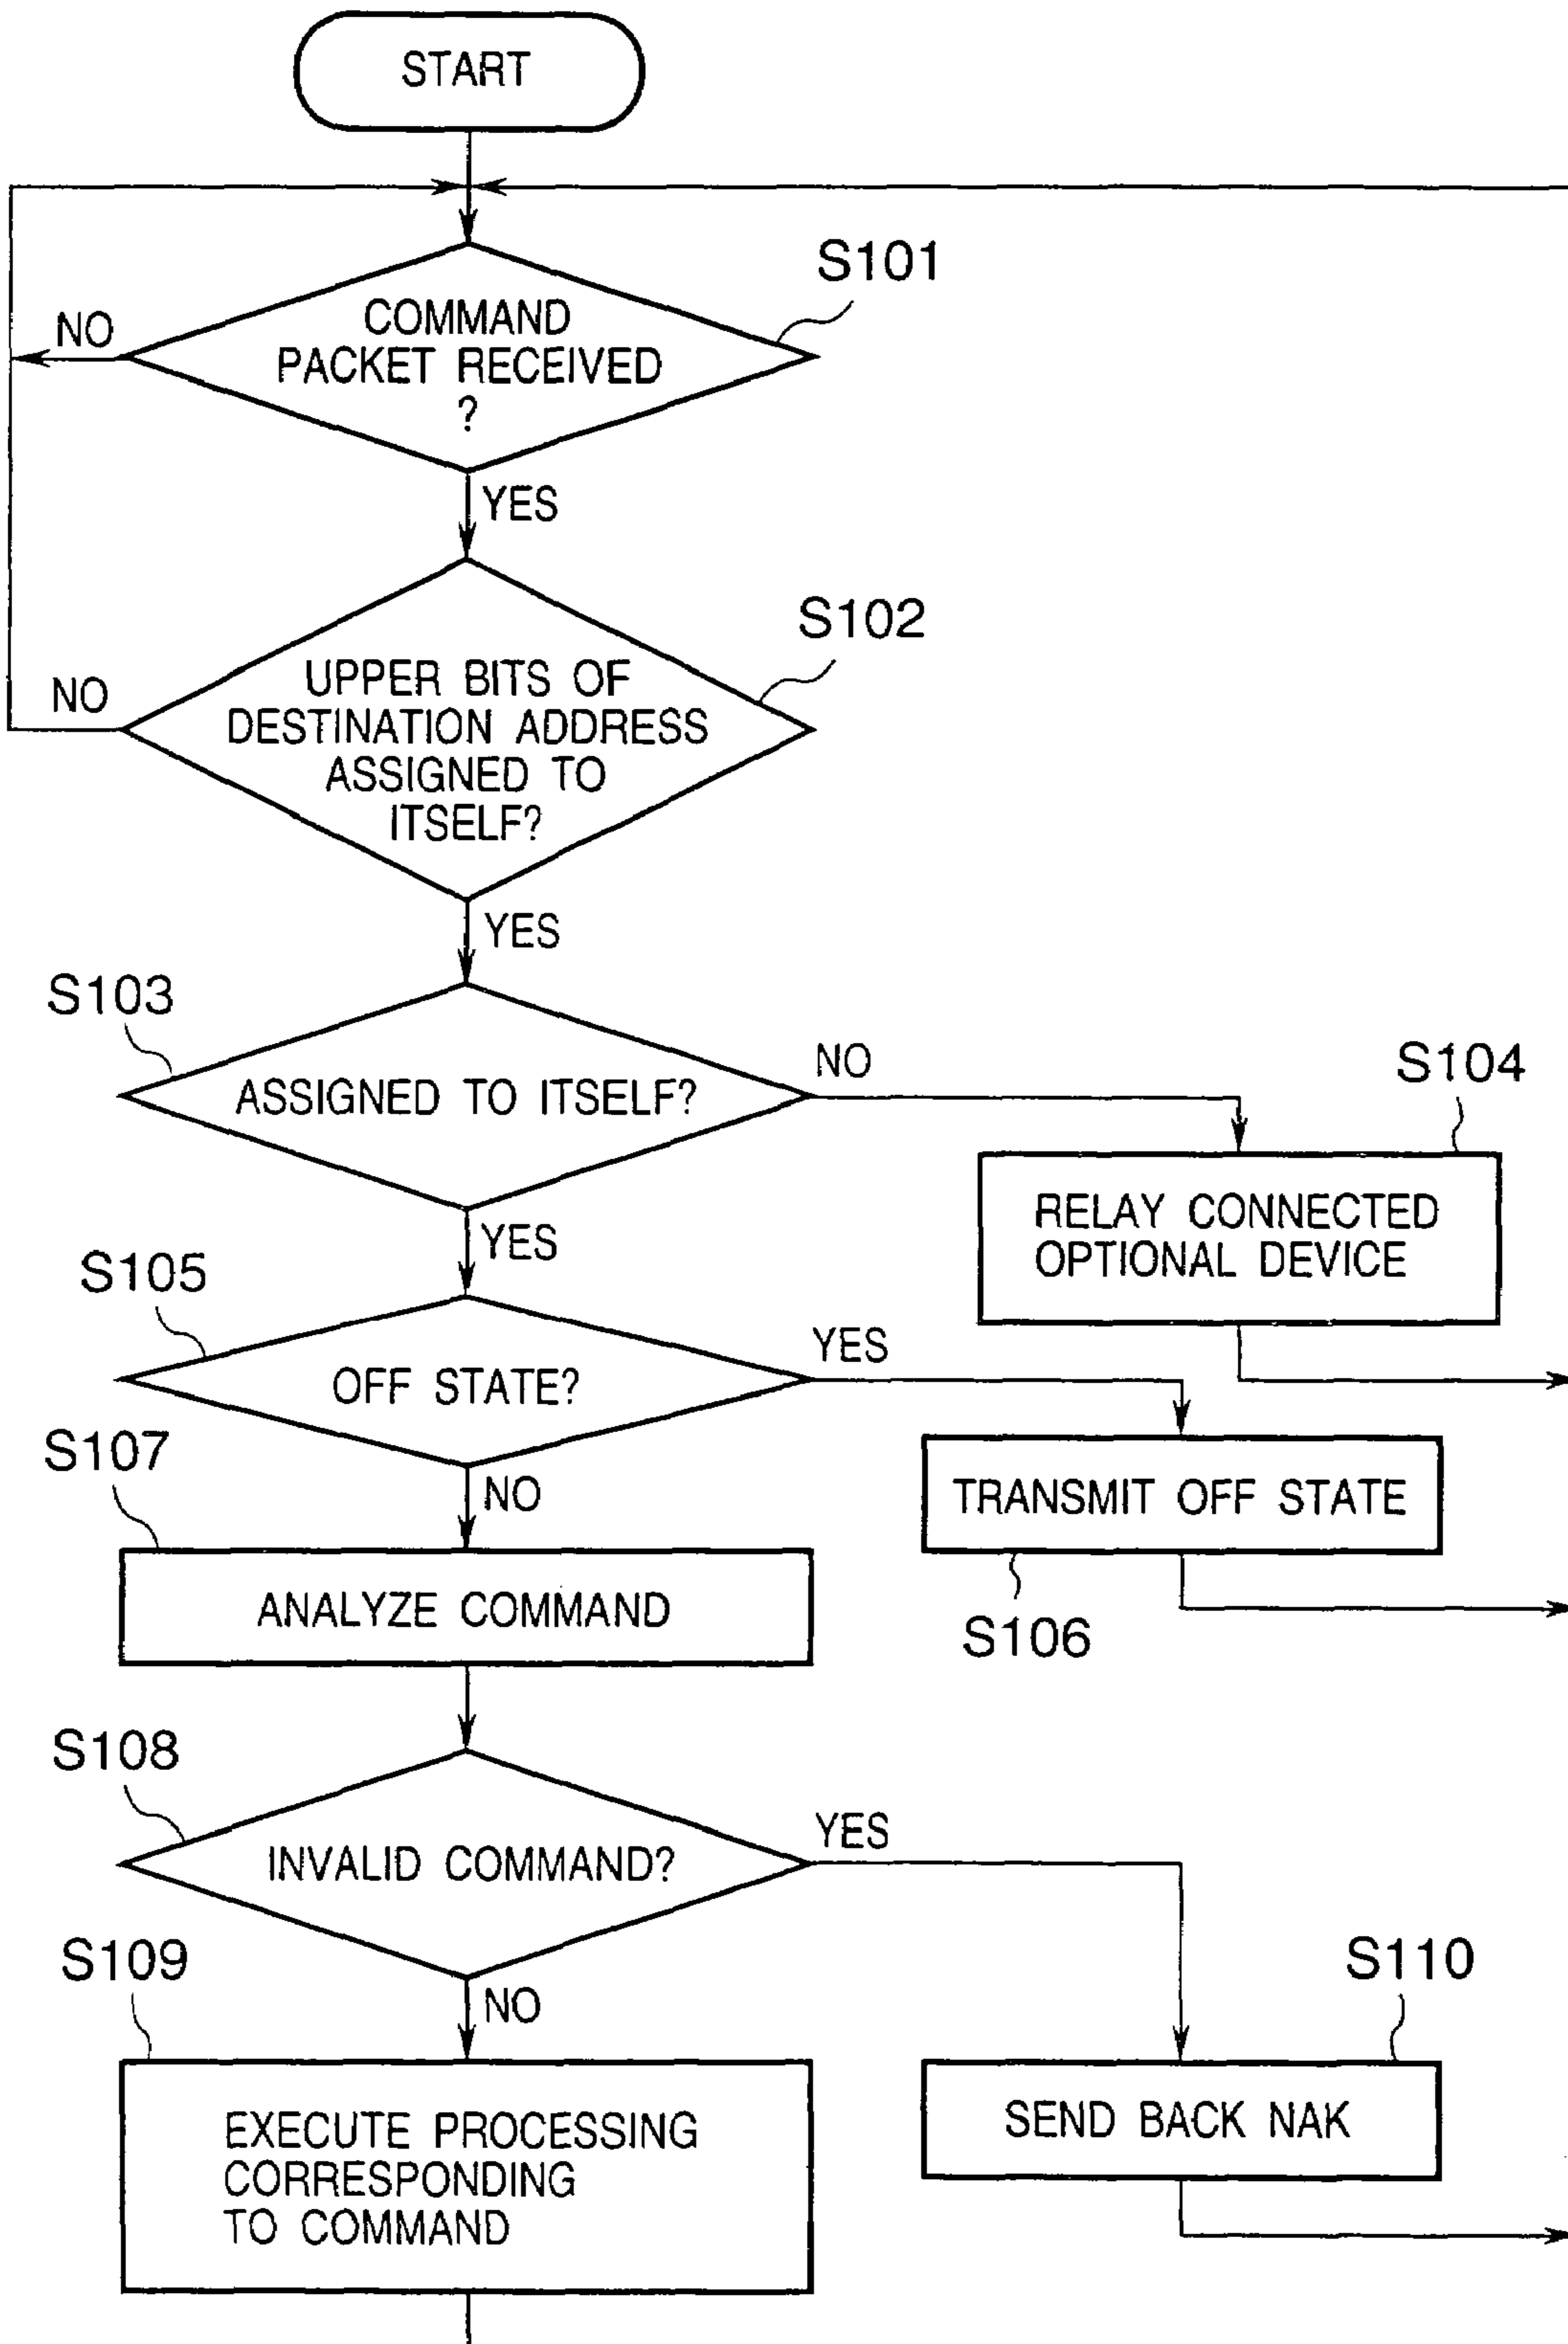 START
S101
COMMAND
PACKET RECEIVED
?
NO
YES
S102
UPPER BITS OF
DESTINATION ADDRESS
ASSIGNED TO
ITSELF?
NO
YES
S103
ASSIGNED TO ITSELF?
NO
S104
RELAY CONNECTED
OPTIONAL DEVICE
YES
S105
OFF STATE?
YES
TRANSMIT OFF STATE
S106
NO
S107
ANALYZE COMMAND
S108
INVALID COMMAND?
YES
S110
SEND BACK NAK
NO
S109
EXECUTE PROCESSING
CORRESPONDING
TO COMMAND